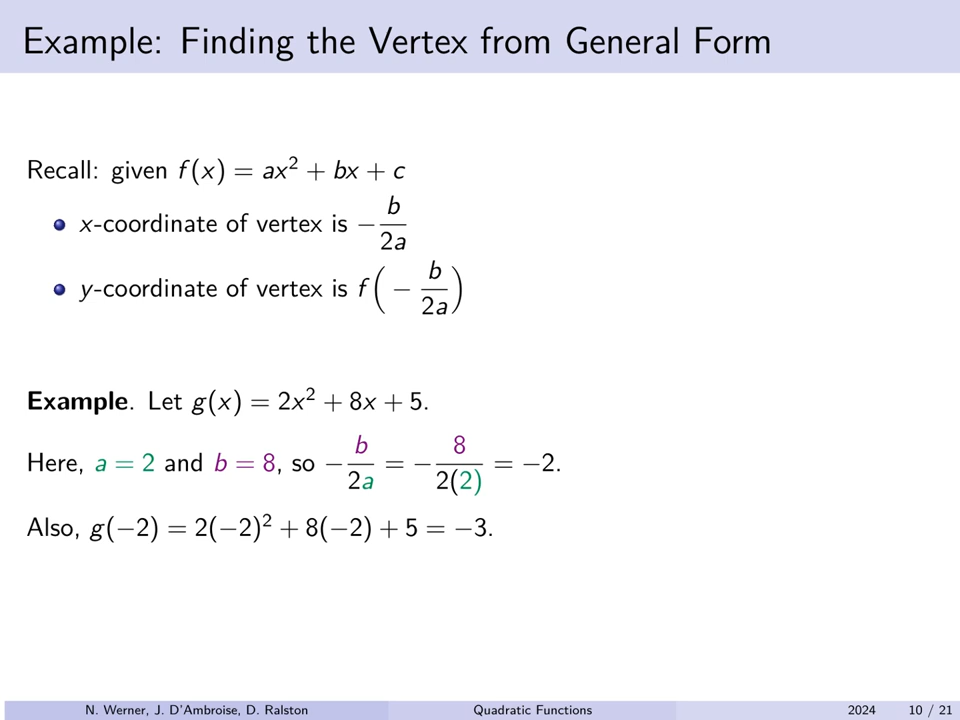 Example: Finding the Vertex from General Form
Recall: given f(x) = ax² + bx + c
x-coordinate of vertex is −b/2a
y-coordinate of vertex is f(−b/2a)
Example. Let g(x) = 2x² + 8x + 5.
Here, a = 2 and b = 8, so −b/2a = −8/2(2) = −2.
Also, g(−2) = 2(−2)² + 8(−2) + 5 = −3.
N. Werner, J. D'Ambroise, D. Ralston Quadratic Functions 2024 10 / 21